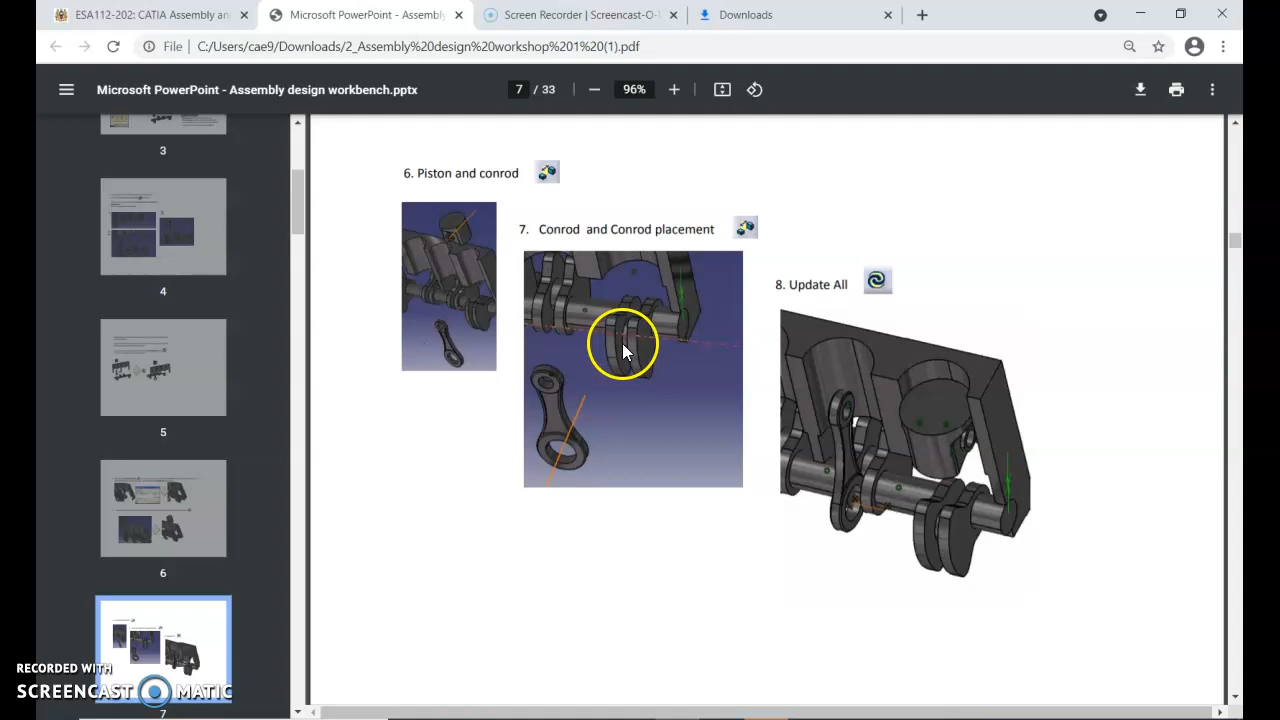 ESA112-202: CATIA Assembly an
Microsoft PowerPoint - Assembly
Screen Recorder | Screencast-O-
Downloads
File
C:/Users/cae9/Downloads/2_Assembly%20design%20workshop%201%20(1).pdf
Microsoft PowerPoint - Assembly design workbench.pptx
7 / 33
96%
3
4
5
6
7
6. Piston and conrod
7. Conrod and Conrod placement
8. Update All
RECORDED WITH
SCREENCAST MATIC